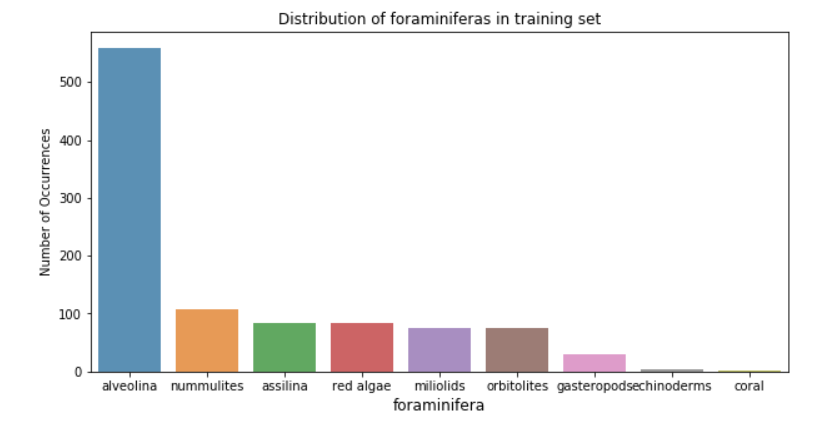 Distribution of foraminiferas in training set
Number of Occurrences
500
400
300
200
100
0
alveolina nummulites assilina red algae miliolids orbitolites gasteropods echinoderms coral
foraminifera